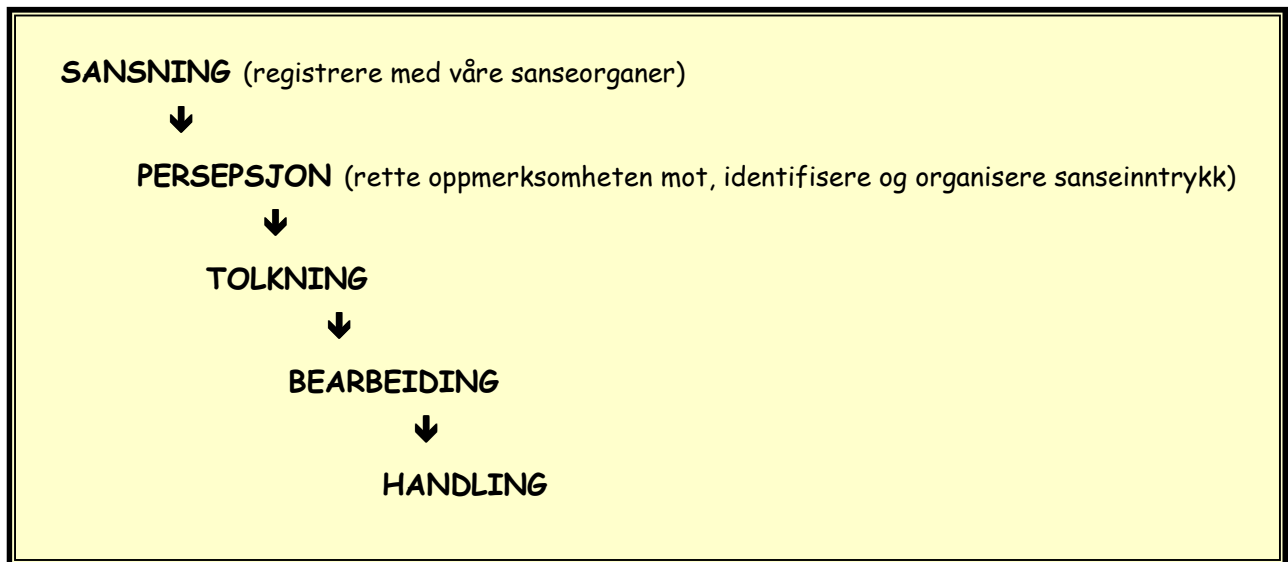 SANSNING (registrere med våre sanseorganer)
PERSEPSJON (rette oppmerksomheten mot, identifisere og organisere sanseinntrykk)
TOLKNING
BEARBEIDING
HANDLING